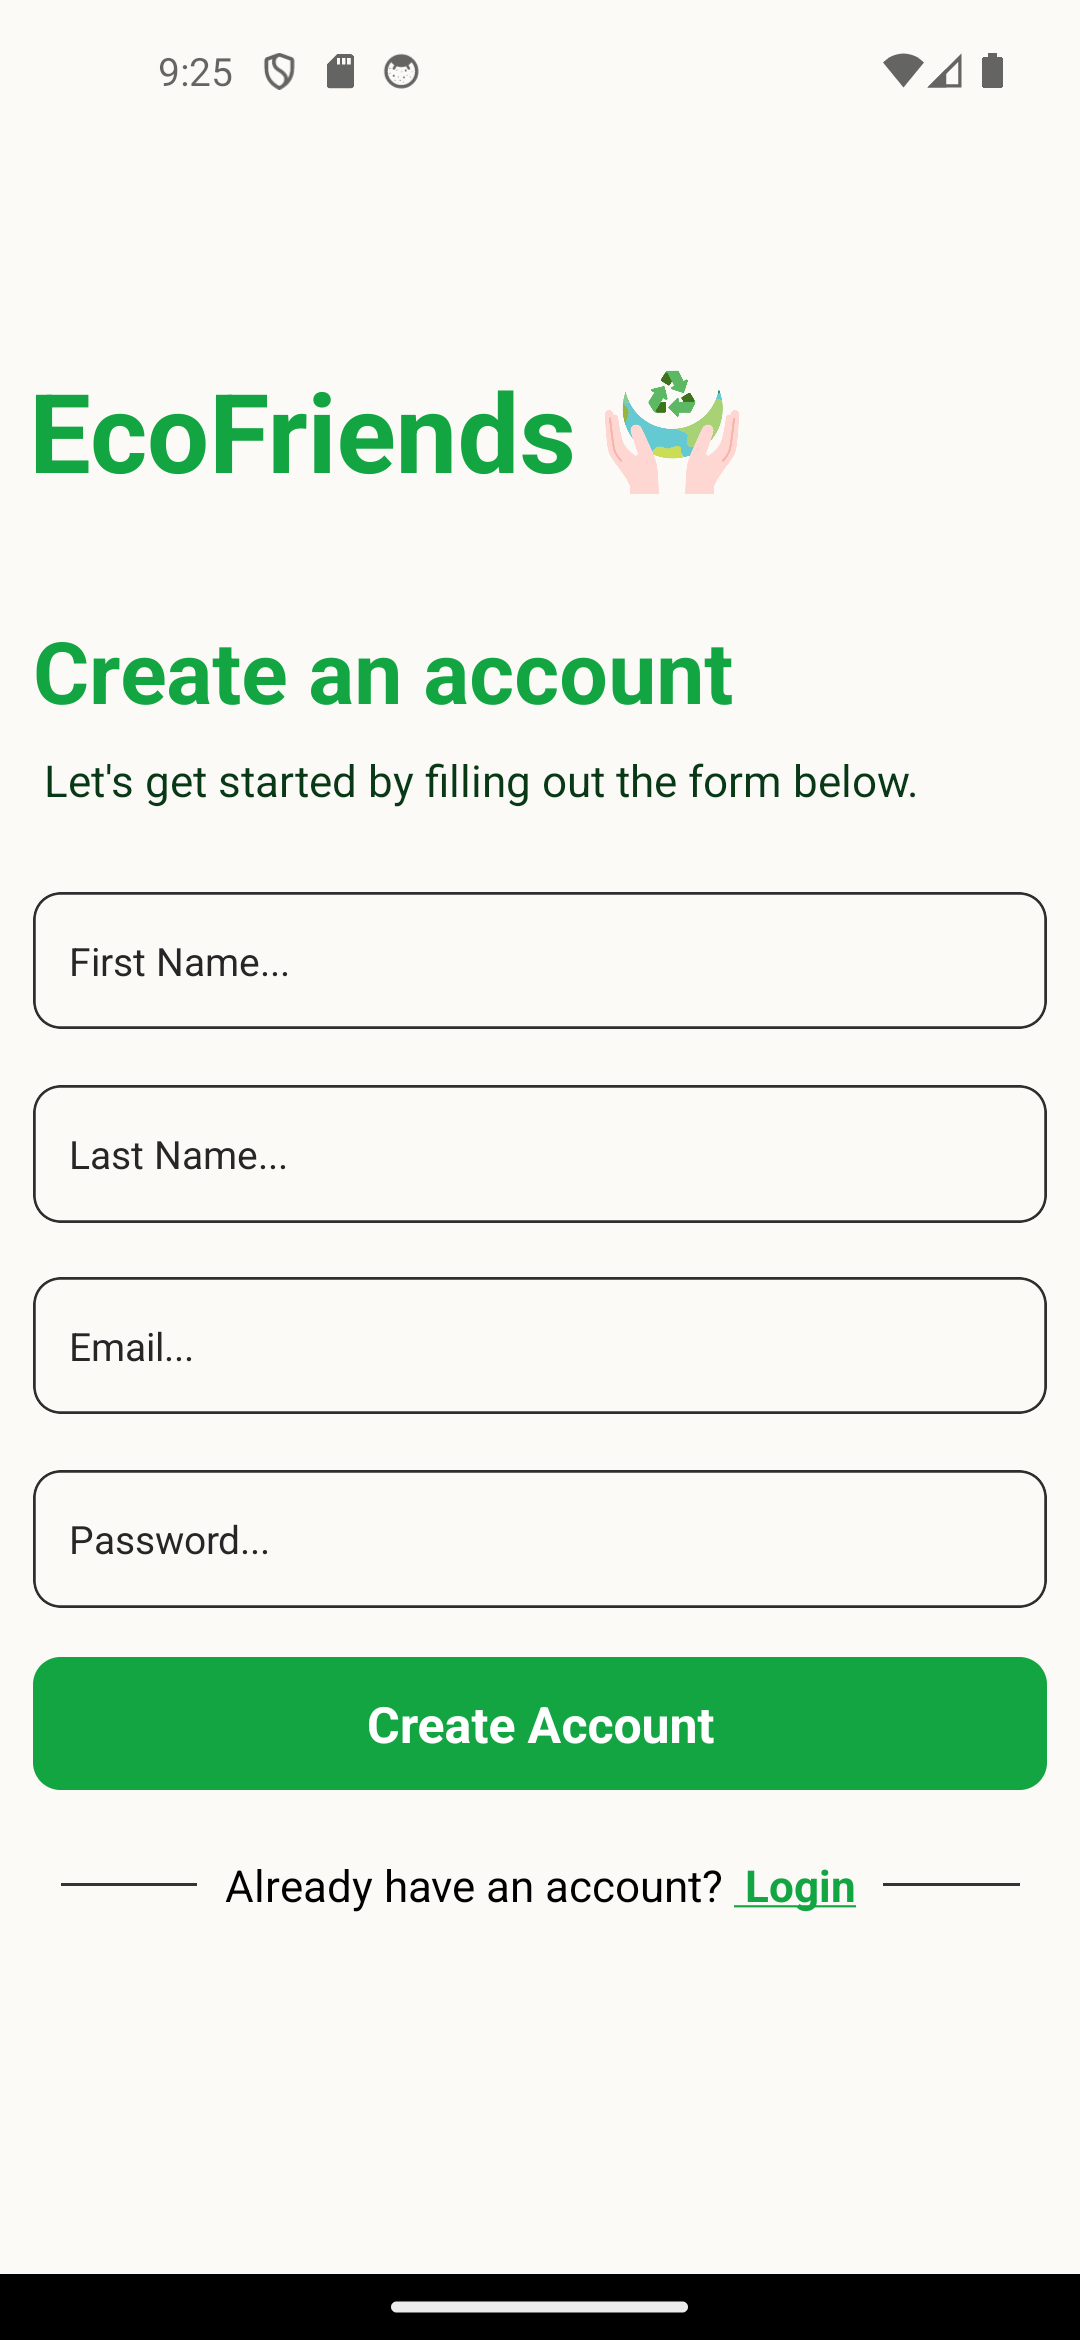 9:25
EcoFriends
Create an account
Let's get started by filling out the form below.
First Name...
Last Name...
Email...
Password...
Create Account
Already have an account? Login